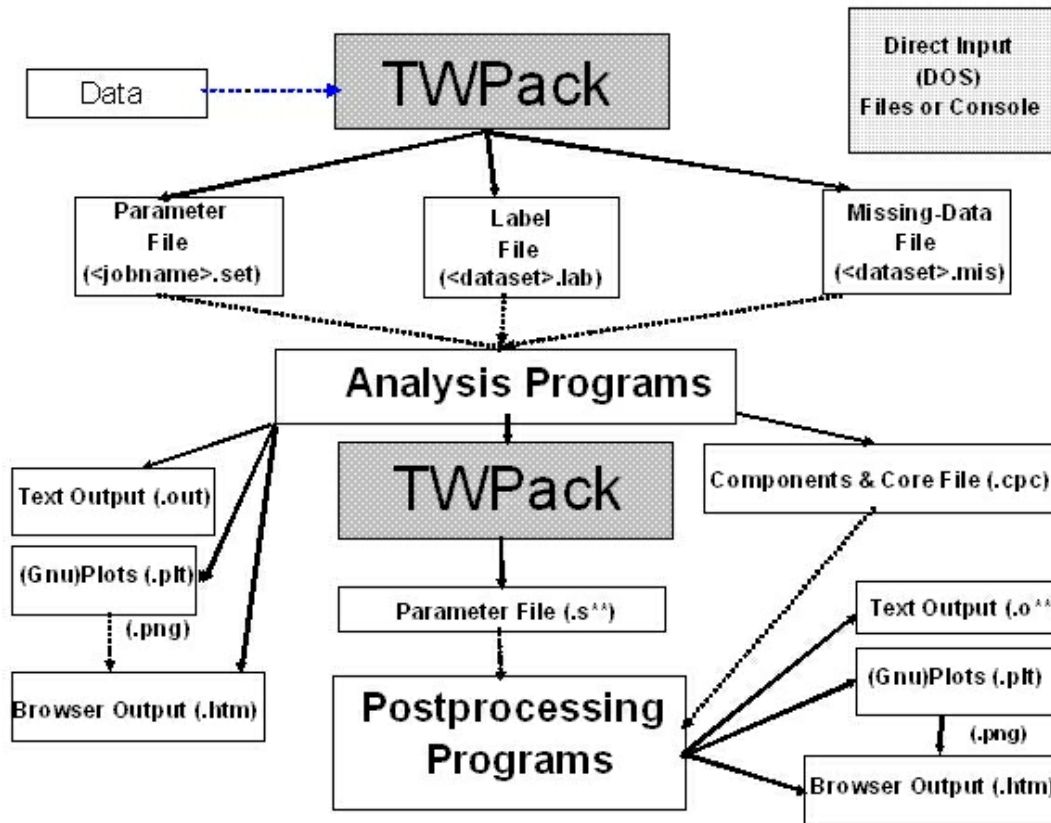 Data
TWPack
Direct Input
(DOS)
Files or Console
Parameter
File
(<jobname>.set)
Label
File
(<dataset>.lab)
Missing-Data
File
(<dataset>.mis)
Analysis Programs
Text Output (.out)
(Gnu)Plots (.plt)
(.png)
Browser Output (.htm)
TWPack
Parameter File (.s**)
Postprocessing
Programs
Components & Core File (.cpc)
Text Output (.o**
(Gnu)Plots (.plt)
(.png)
Browser Output (.htm)